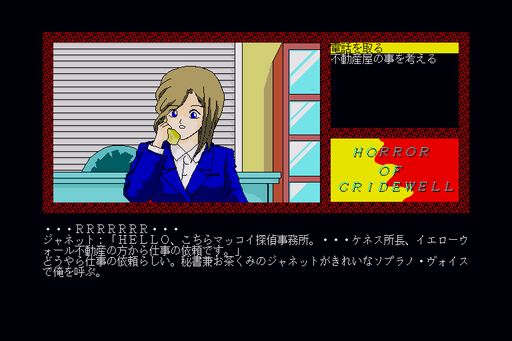 電話を取る
不動産屋の事を考える
HORROR
OF
CRIDEWELL
・・・RRRRRRR・・・
ジャネット：「HELLO、こちらマッコイ探偵事務所。・・・ケネス所長、イエローウ
ォール不動産の方から仕事の依頼です。」
どうやら仕事の依頼らしい。秘書兼お茶くみのジャネットがきれいなソプラノ・ヴォイス
で俺を呼ぶ。